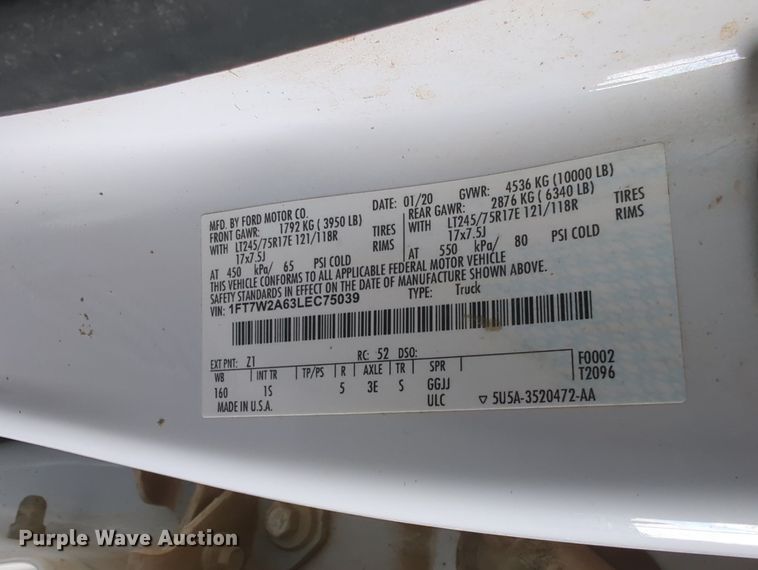 MFD. BY FORD MOTOR CO.
DATE: 01/20 GVWR: 4536 KG (10000 LB)
FRONT GAWR: 1792 KG ( 3950 LB) REAR GAWR: 2876 KG ( 6340 LB)
WITH LT245/75R17E 121/118R TIRES WITH LT245/75R17E 121/118R TIRES
17x7.5J RIMS 17x7.5J RIMS
AT 450 kPa/ 65 PSI COLD AT 550 kPa/ 80 PSI COLD
THIS VEHICLE CONFORMS TO ALL APPLICABLE FEDERAL MOTOR VEHICLE
SAFETY STANDARDS IN EFFECT ON THE DATE OF MANUFACTURE SHOWN ABOVE.
VIN: 1FT7W2A63LEC75039 TYPE: Truck
EXT PNT: Z1 RC: 52 DSO: F0002
WB INT TR TP/PS R AXLE TR SPR T2096
160 1S 5 3E S GGJJ
MADE IN U.S.A. ULC ▽ 5U5A-3520472-AA
Purple Wave Auction
Purple Wave Auction